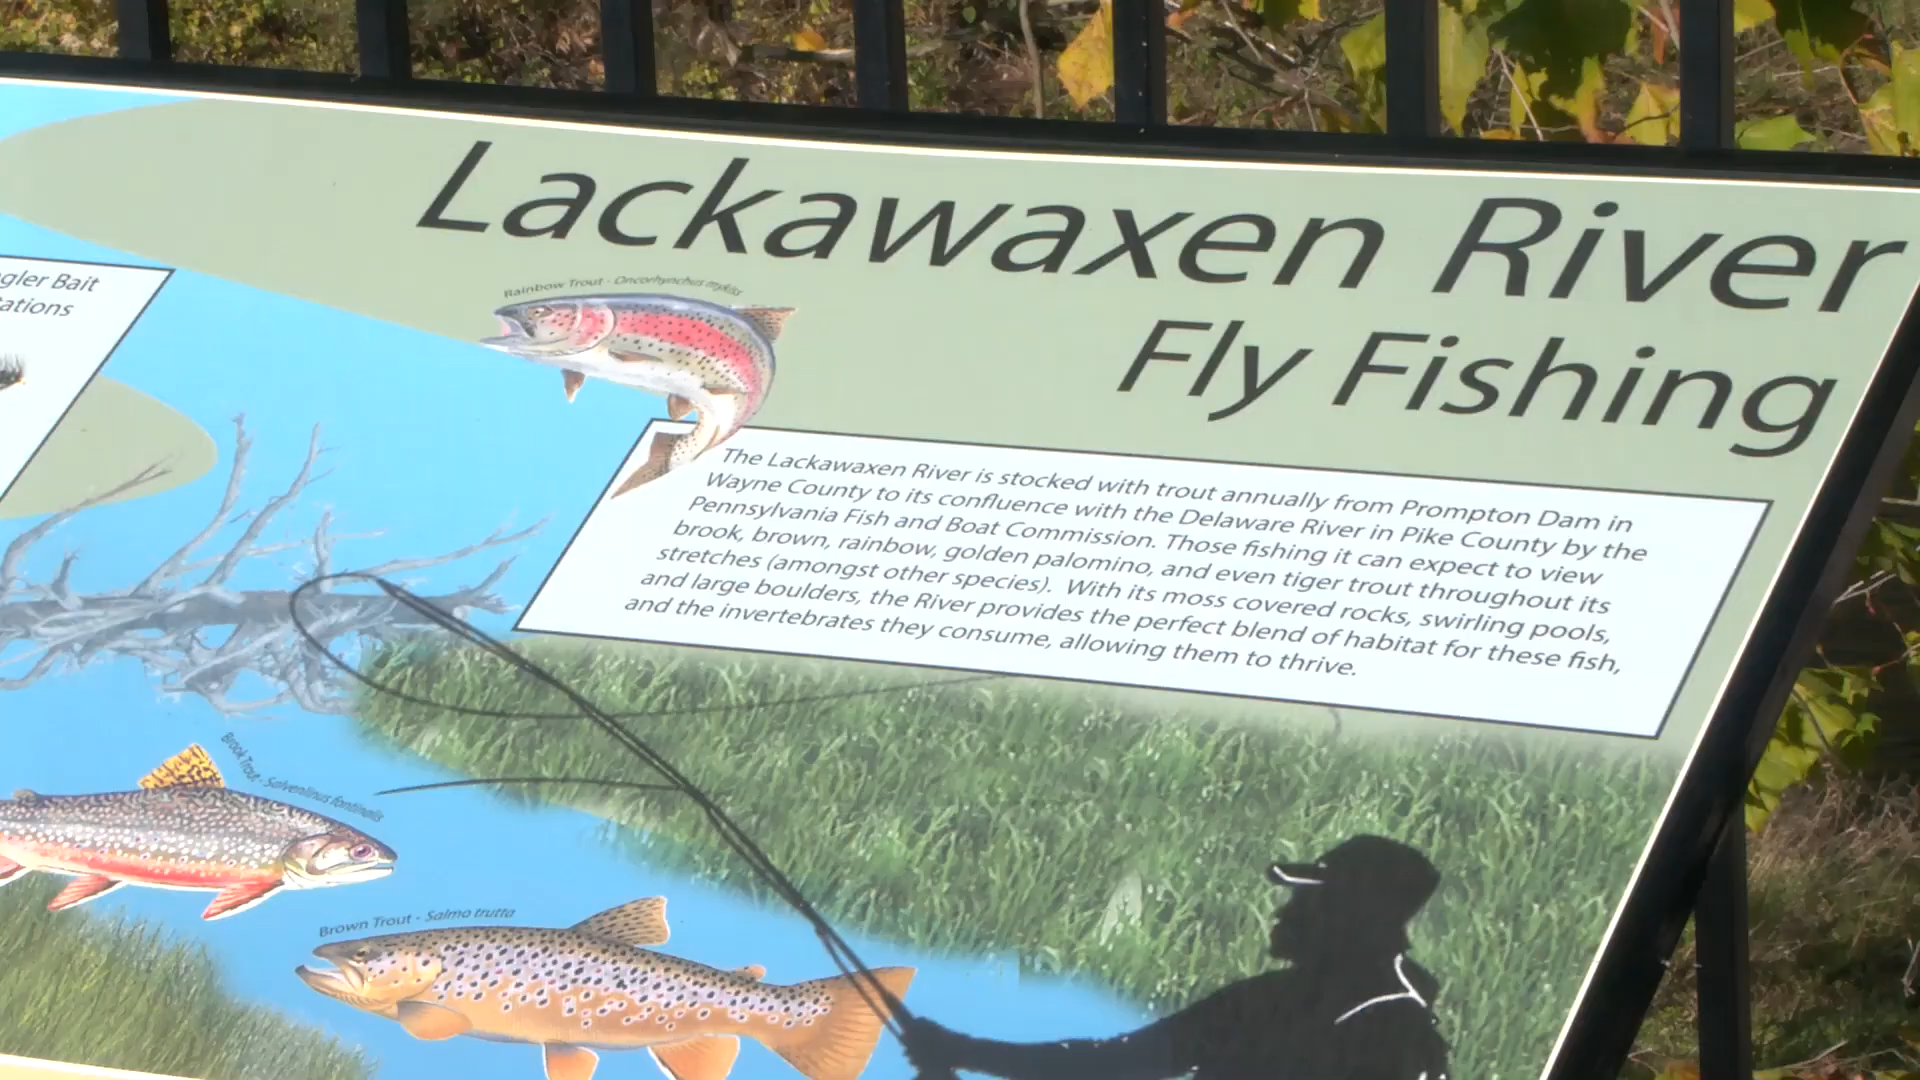 Lackawaxen River
Fly Fishing
gler Bait
ations
Rainbow Trout - Oncorhynchus mykiss
The Lackawaxen River is stocked with trout annually from Prompton Dam in
Wayne County to its confluence with the Delaware River in Pike County by the
Pennsylvania Fish and Boat Commission. Those fishing it can expect to view
brook, brown, rainbow, golden palomino, and even tiger trout throughout its
stretches (amongst other species). With its moss covered rocks, swirling pools,
and large boulders, the River provides the perfect blend of habitat for these fish,
and the invertebrates they consume, allowing them to thrive.
Brook Trout - Salvenlinus fontinalis
Brown Trout - Salmo trutta